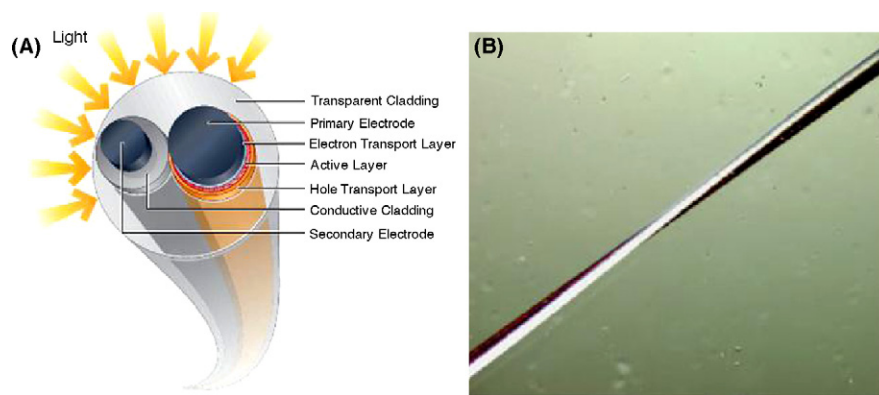 (A)
Light
Transparent Cladding
Primary Electrode
Electron Transport Layer
Active Layer
Hole Transport Layer
Conductive Cladding
Secondary Electrode
(B)